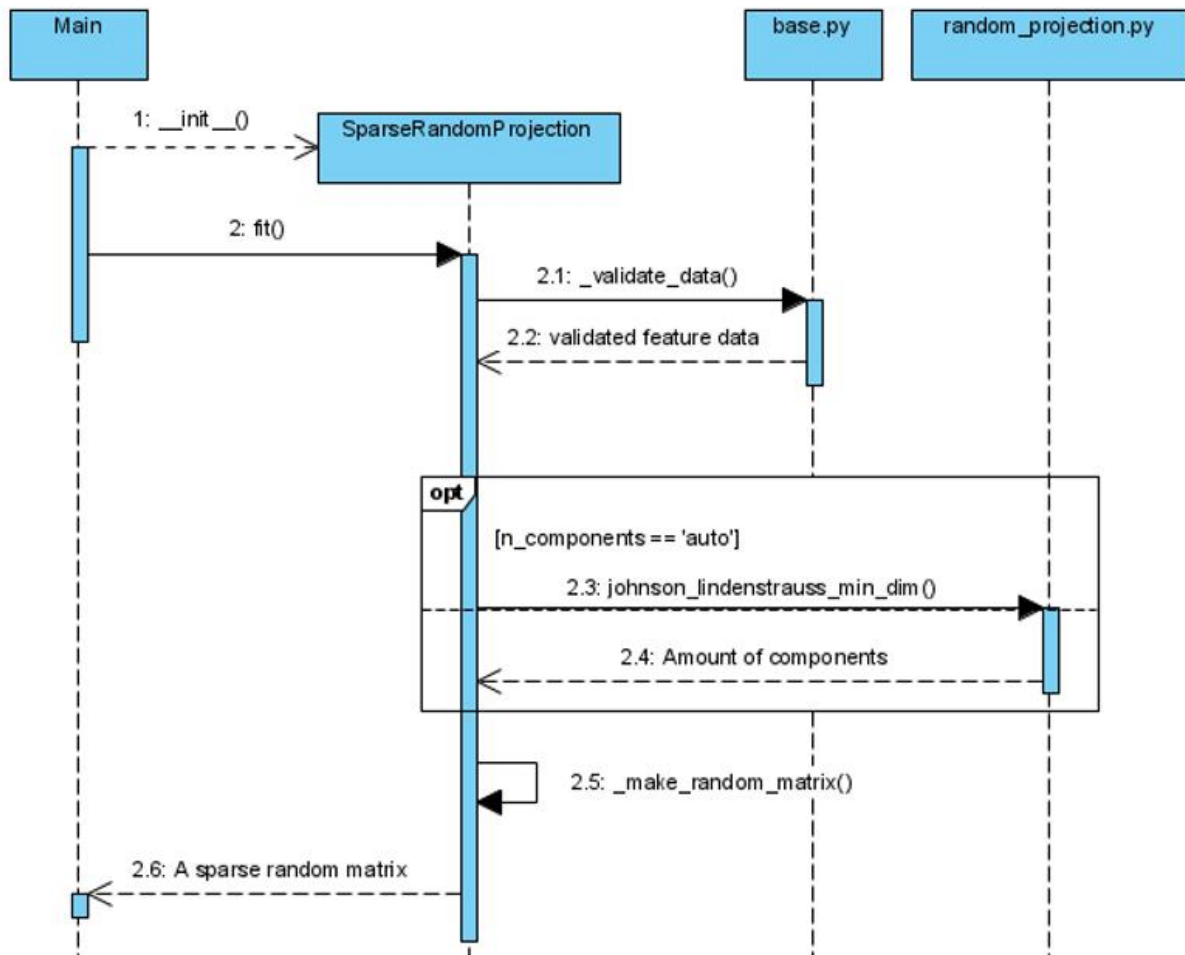 Main
base.py
random_projection.py
1: __init__()
SparseRandomProjection
2: fit()
2.1: _validate_data()
2.2: validated feature data
opt
[n_components == 'auto']
2.3: johnson_lindenstrauss_min_dim()
2.4: Amount of components
2.5: _make_random_matrix()
2.6: A sparse random matrix